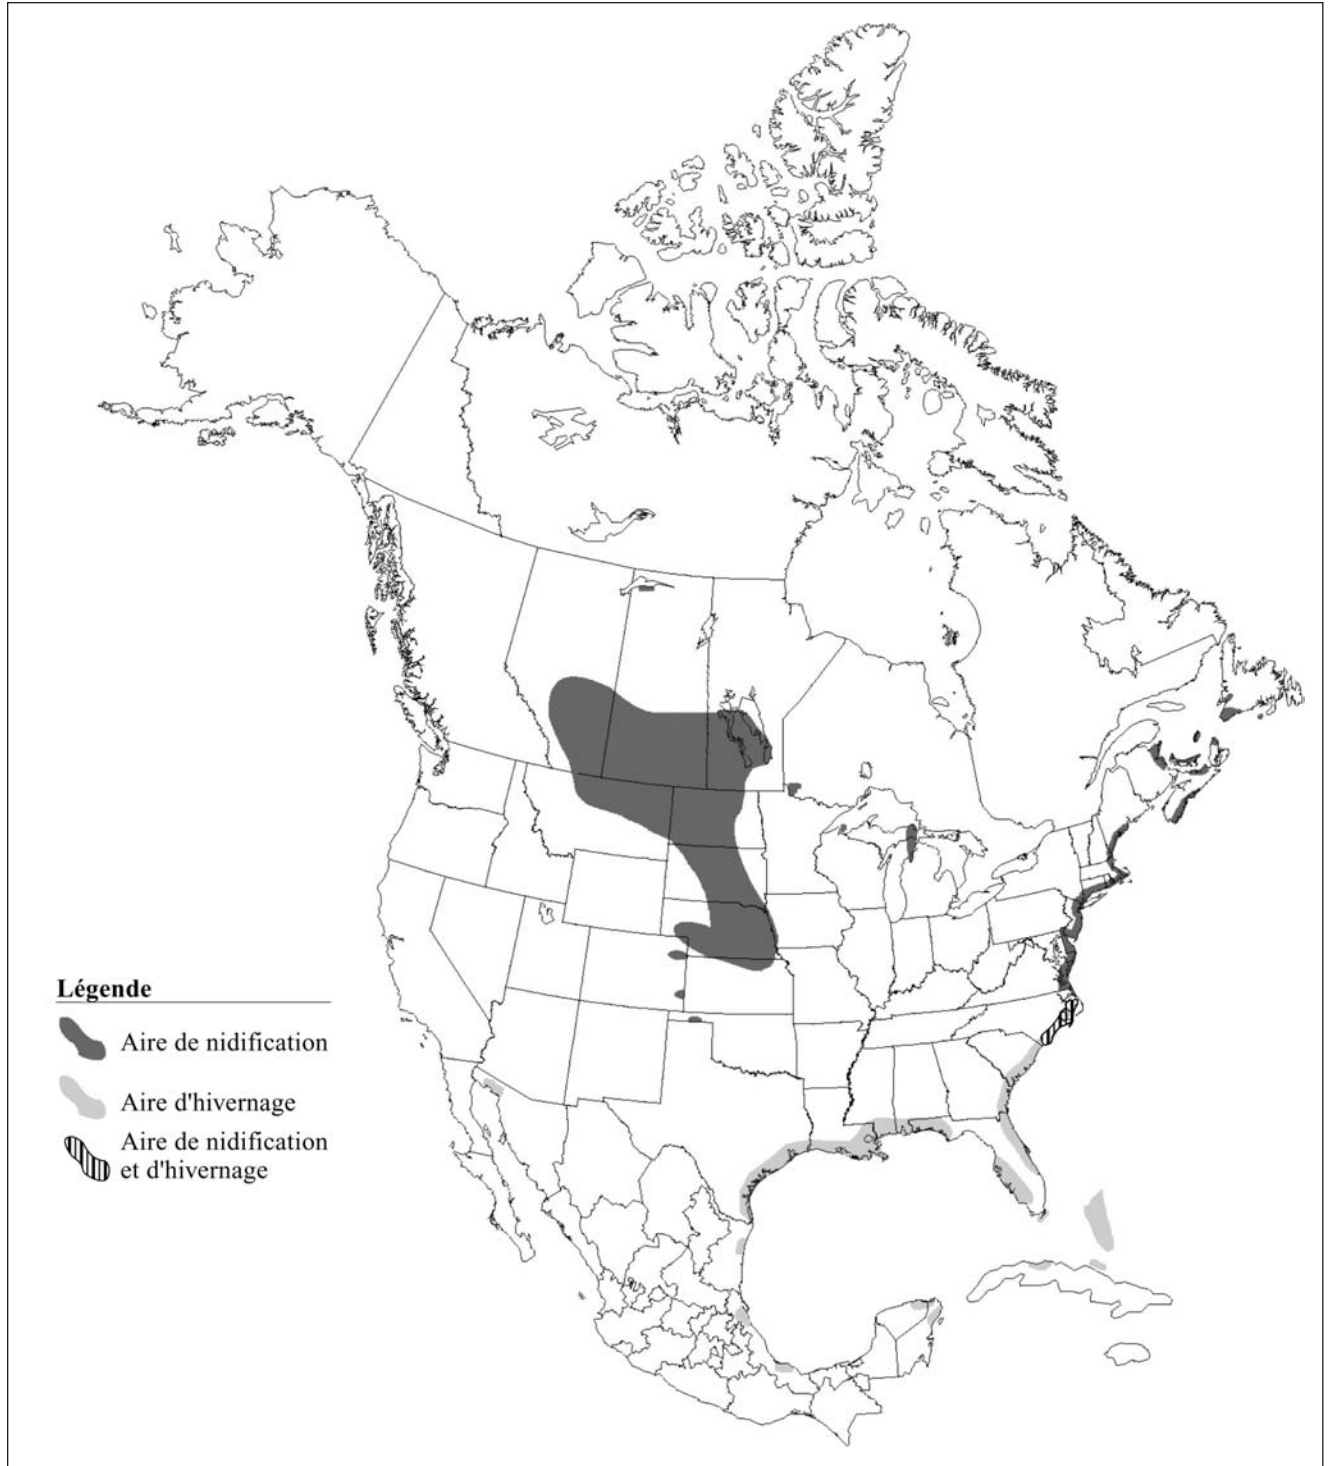 Légende
Aire de nidification
Aire d'hivernage
Aire de nidification
et d'hivernage